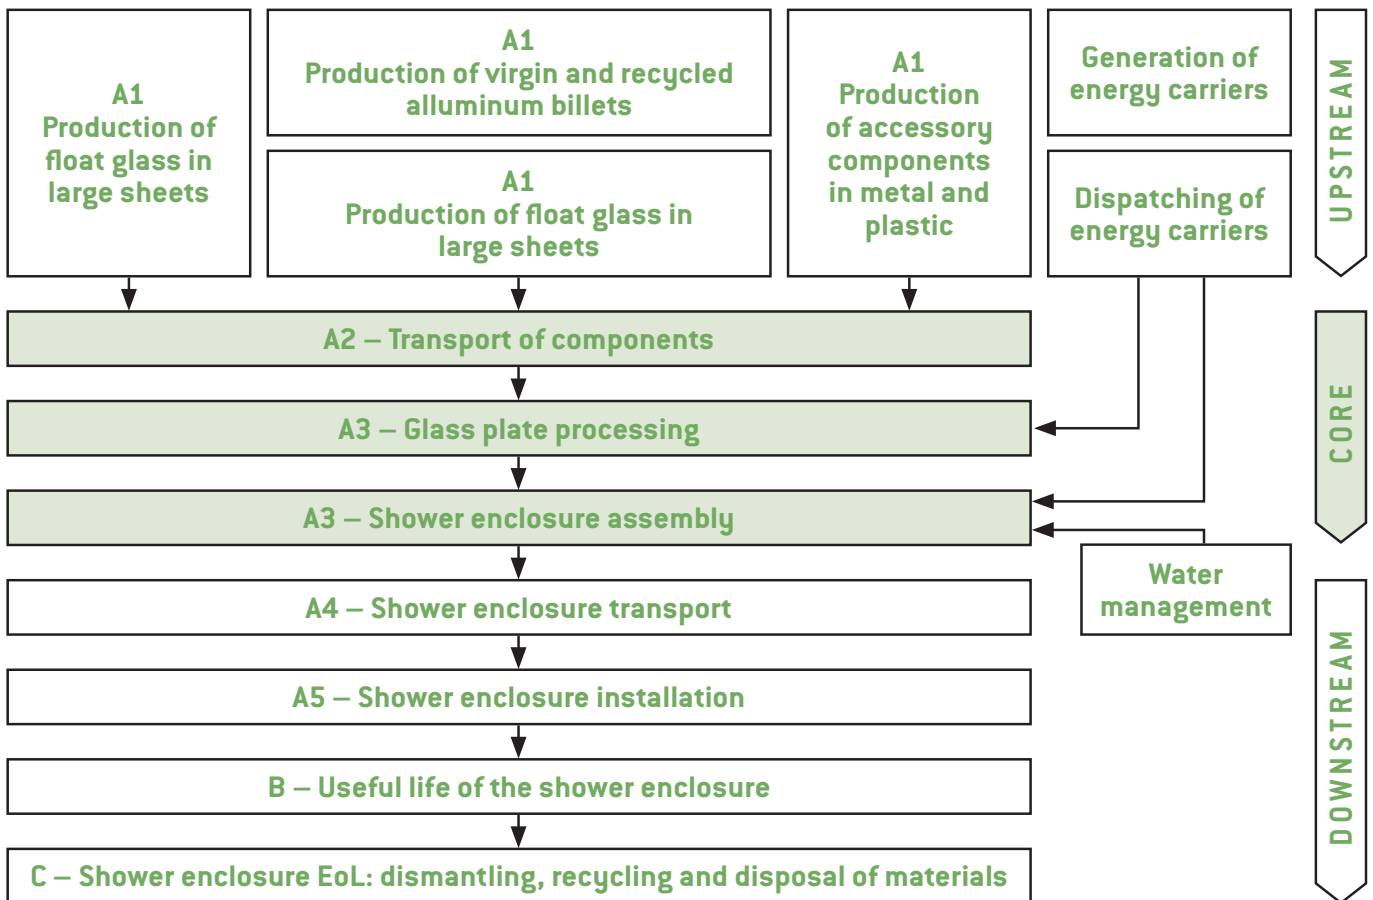 A1
Production of
float glass in
large sheets
A1
Production of virgin and recycled
alluminum billets
A1
Production of float glass in
large sheets
A1
Production
of accessory
components
in metal and
plastic
Generation of
energy carriers
Dispatching of
energy carriers
UPSTREAM
A2 – Transport of components
A3 – Glass plate processing
A3 – Shower enclosure assembly
CORE
Water
management
A4 – Shower enclosure transport
A5 – Shower enclosure installation
B – Useful life of the shower enclosure
C – Shower enclosure EoL: dismantling, recycling and disposal of materials
DOWNSTREAM